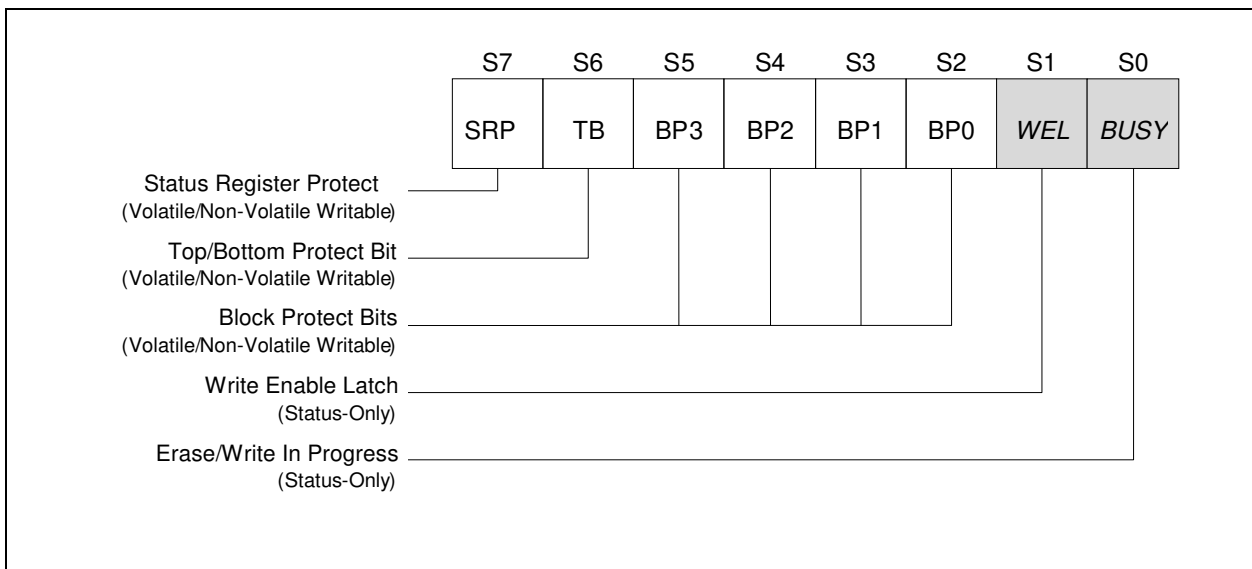 S7 S6 S5 S4 S3 S2 S1 S0
SRP TB BP3 BP2 BP1 BP0 WEL BUSY
Status Register Protect
(Volatile/Non-Volatile Writable)
Top/Bottom Protect Bit
(Volatile/Non-Volatile Writable)
Block Protect Bits
(Volatile/Non-Volatile Writable)
Write Enable Latch
(Status-Only)
Erase/Write In Progress
(Status-Only)